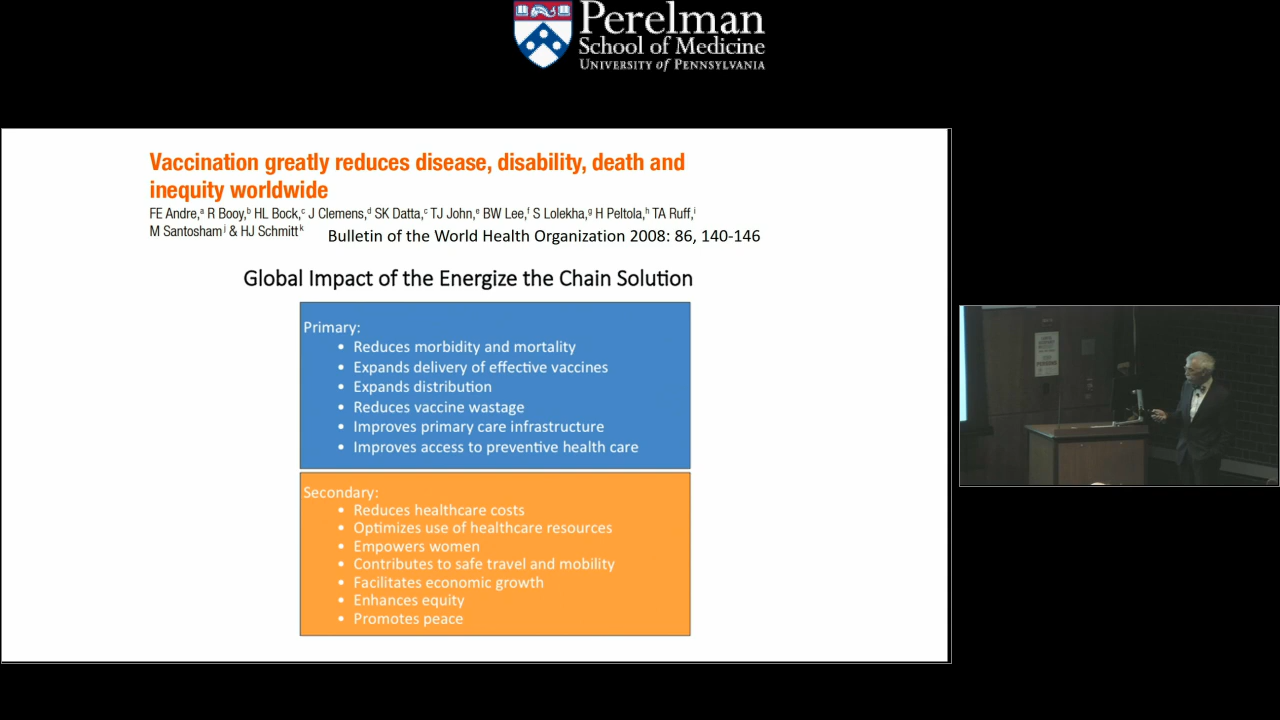 Perelman
School of Medicine
UNIVERSITY of PENNSYLVANIA
Vaccination greatly reduces disease, disability, death and
inequity worldwide
FE Andre,ᵃ R Booy,ᵇ HL Bock,ᶜ J Clemens,ᵈ SK Datta,ᶜ TJ John,ᵉ BW Lee,ᶠ S Lolekha,ᵍ H Peltola,ʰ TA Ruff,ⁱ
M Santosham ʲ & HJ Schmitt ᵏ
Bulletin of the World Health Organization 2008: 86, 140-146
Global Impact of the Energize the Chain Solution
Primary:
• Reduces morbidity and mortality
• Expands delivery of effective vaccines
• Expands distribution
• Reduces vaccine wastage
• Improves primary care infrastructure
• Improves access to preventive health care
Secondary:
• Reduces healthcare costs
• Optimizes use of healthcare resources
• Empowers women
• Contributes to safe travel and mobility
• Facilitates economic growth
• Enhances equity
• Promotes peace